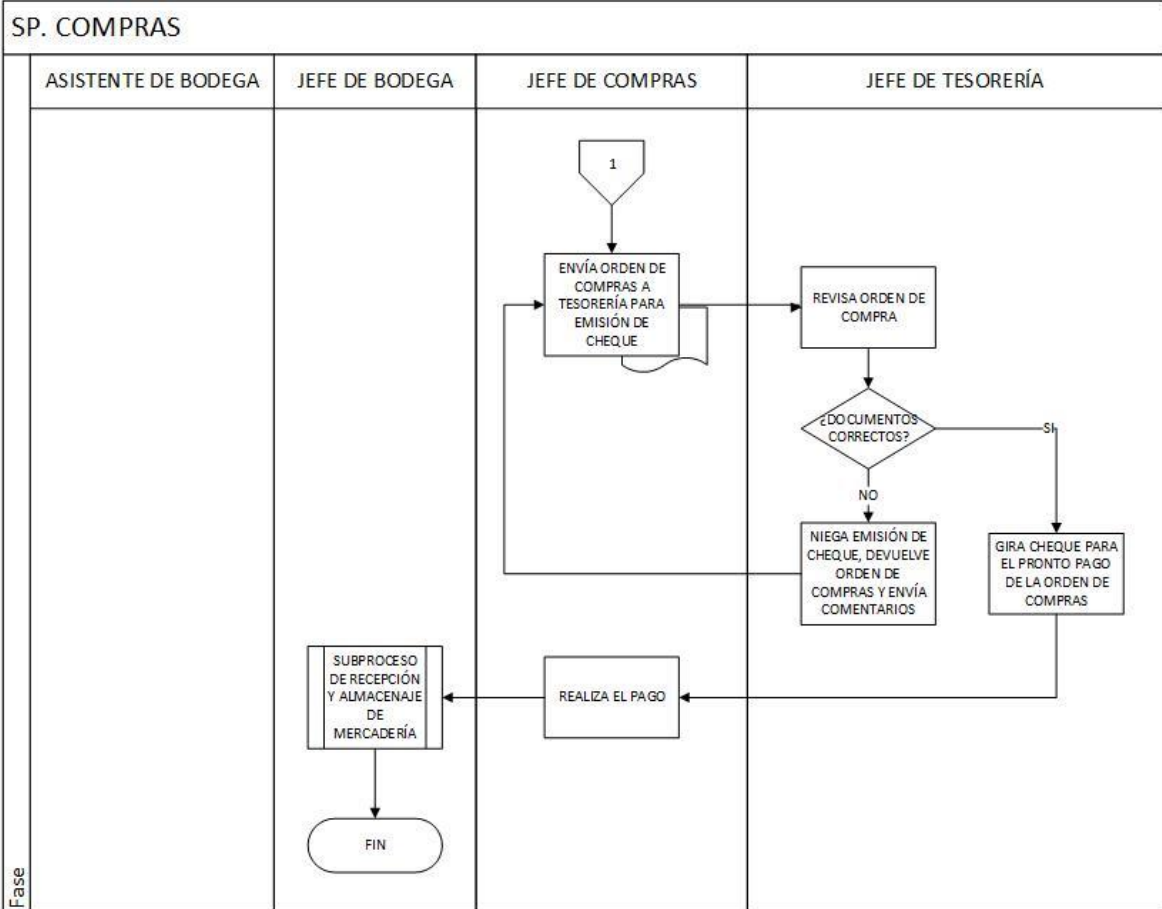 SP. COMPRAS
ASISTENTE DE BODEGA
JEFE DE BODEGA
JEFE DE COMPRAS
JEFE DE TESORERÍA
1
ENVÍA ORDEN DE
COMPRAS A
TESORERÍA PARA
EMISIÓN DE
CHEQUE
REVISA ORDEN DE
COMPRA
¿DOCUMENTOS
CORRECTOS?
SI
NO
NIEGA EMISIÓN DE
CHEQUE, DEVUELVE
ORDEN DE
COMPRAS Y ENVÍA
COMENTARIOS
GIRA CHEQUE PARA
EL PRONTO PAGO
DE LA ORDEN DE
COMPRAS
SUBPROCESO
DE RECEPCIÓN
Y ALMACENAJE
DE
MERCADERÍA
REALIZA EL PAGO
FIN
Fase